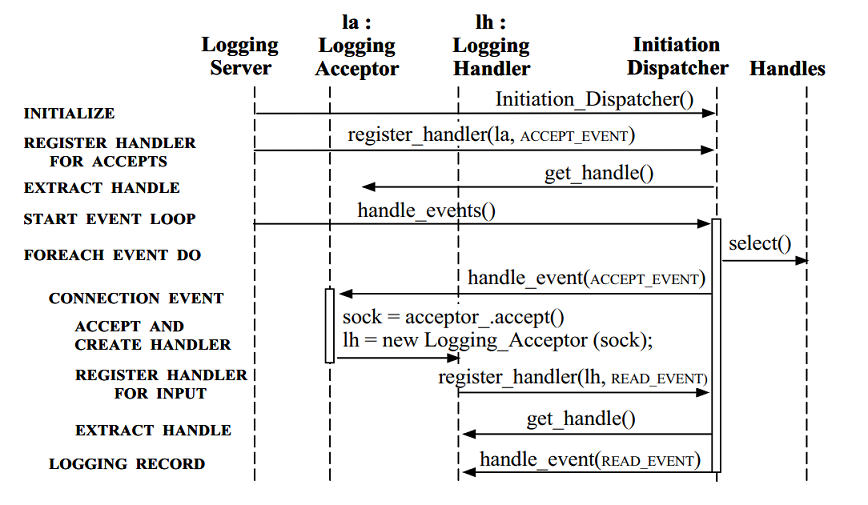 la :
lh :
Logging
Server
Logging
Acceptor
Logging
Handler
Initiation
Dispatcher
Handles
INITIALIZE
Initiation_Dispatcher()
REGISTER HANDLER
FOR ACCEPTS
register_handler(la, ACCEPT_EVENT)
EXTRACT HANDLE
get_handle()
START EVENT LOOP
handle_events()
FOREACH EVENT DO
select()
CONNECTION EVENT
handle_event(ACCEPT_EVENT)
ACCEPT AND
CREATE HANDLER
sock = acceptor_.accept()
lh = new Logging_Acceptor (sock);
REGISTER HANDLER
FOR INPUT
register_handler(lh, READ_EVENT)
EXTRACT HANDLE
get_handle()
LOGGING RECORD
handle_event(READ_EVENT)